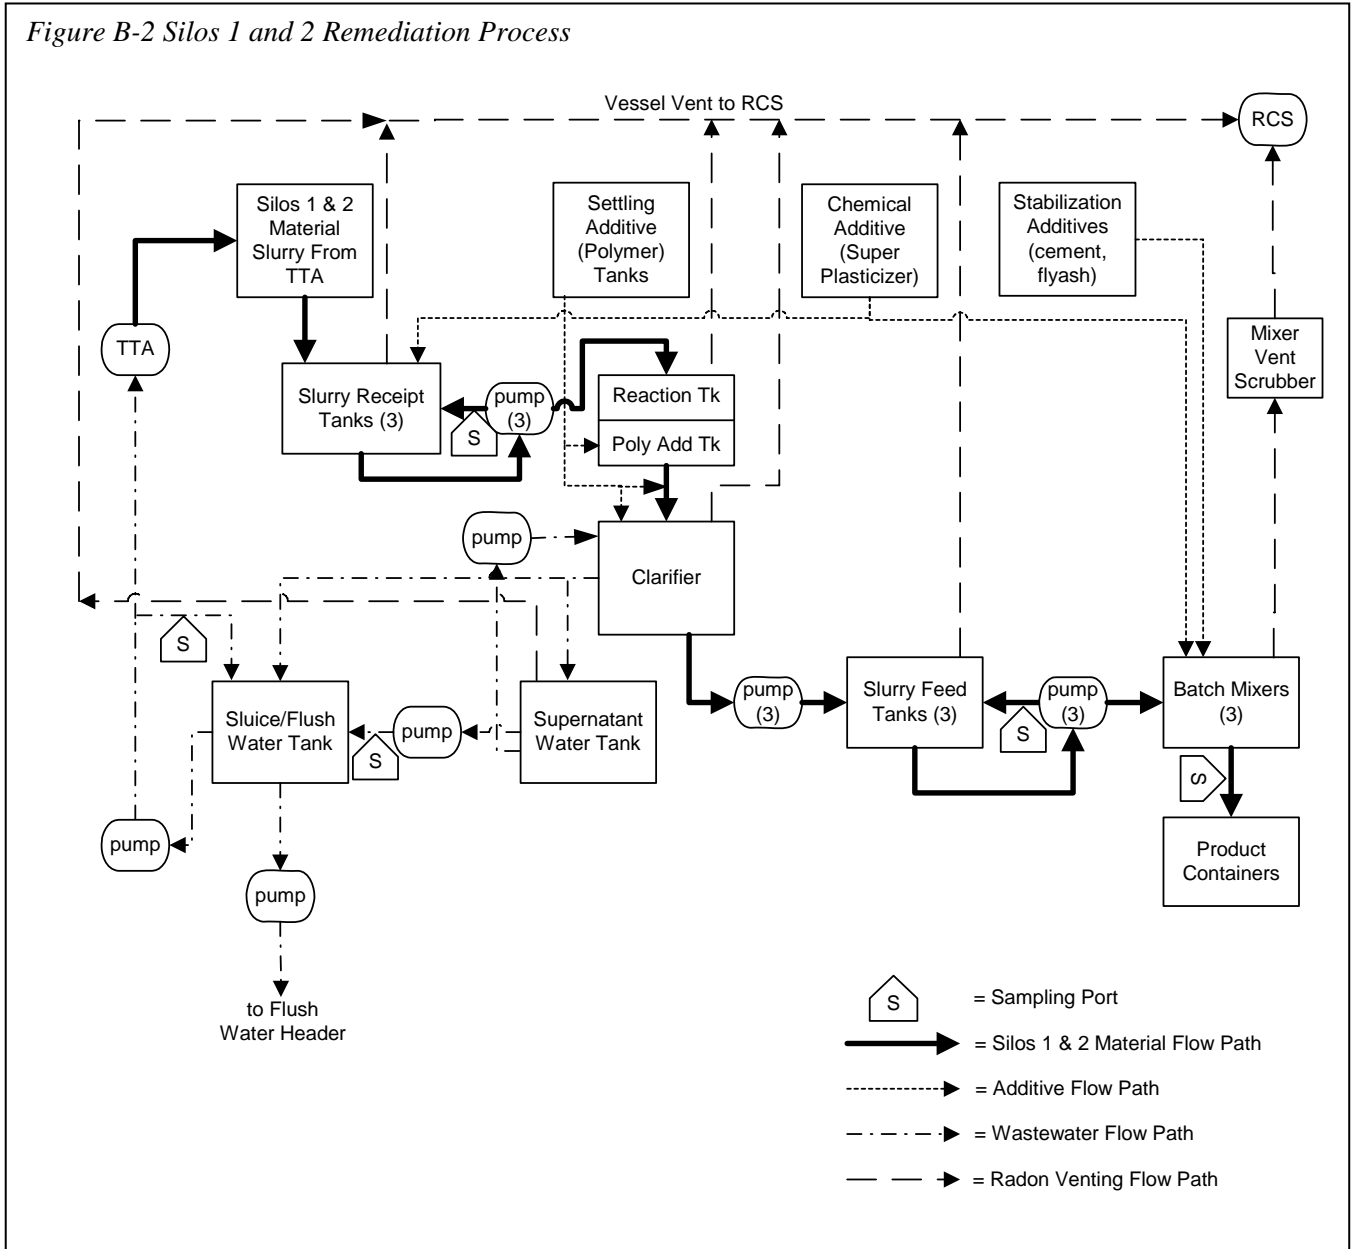 Figure B-2 Silos 1 and 2 Remediation Process
Vessel Vent to RCS
RCS
Silos 1 & 2
Material
Slurry From
TTA
Settling
Additive
(Polymer)
Tanks
Chemical
Additive
(Super
Plasticizer)
Stabilization
Additives
(cement,
flyash)
TTA
Mixer
Vent
Scrubber
Slurry Receipt
Tanks (3)
pump
(3)
S
Reaction Tk
Poly Add Tk
pump
Clarifier
S
Sluice/Flush
Water Tank
pump
S
Supernatant
Water Tank
pump
(3)
Slurry Feed
Tanks (3)
pump
(3)
S
Batch Mixers
(3)
S
Product
Containers
pump
pump
to Flush
Water Header
S
= Sampling Port
= Silos 1 & 2 Material Flow Path
= Additive Flow Path
= Wastewater Flow Path
= Radon Venting Flow Path